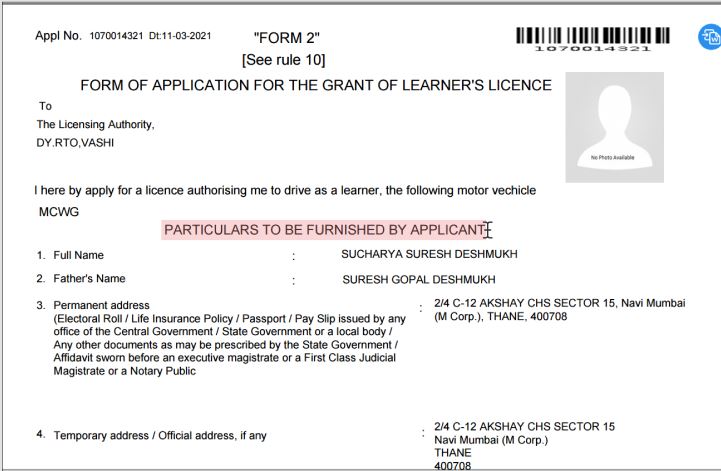 Appl No. 1070014321 Dt:11-03-2021 "FORM 2"
1070014321
[See rule 10]
FORM OF APPLICATION FOR THE GRANT OF LEARNER'S LICENCE
To
The Licensing Authority,
DY.RTO,VASHI
No Photo Available
I here by apply for a licence authorising me to drive as a learner, the following motor vechicle
MCWG
PARTICULARS TO BE FURNISHED BY APPLICANT
1. Full Name : SUCHARYA SURESH DESHMUKH
2. Father's Name : SURESH GOPAL DESHMUKH
3. Permanent address : 2/4 C-12 AKSHAY CHS SECTOR 15, Navi Mumbai
(M Corp.), THANE, 400708
(Electoral Roll / Life Insurance Policy / Passport / Pay Slip issued by any
office of the Central Government / State Government or a local body /
Any other documents as may be prescribed by the State Government /
Affidavit sworn before an executive magistrate or a First Class Judicial
Magistrate or a Notary Public
4. Temporary address / Official address, if any : 2/4 C-12 AKSHAY CHS SECTOR 15
Navi Mumbai (M Corp.)
THANE
400708